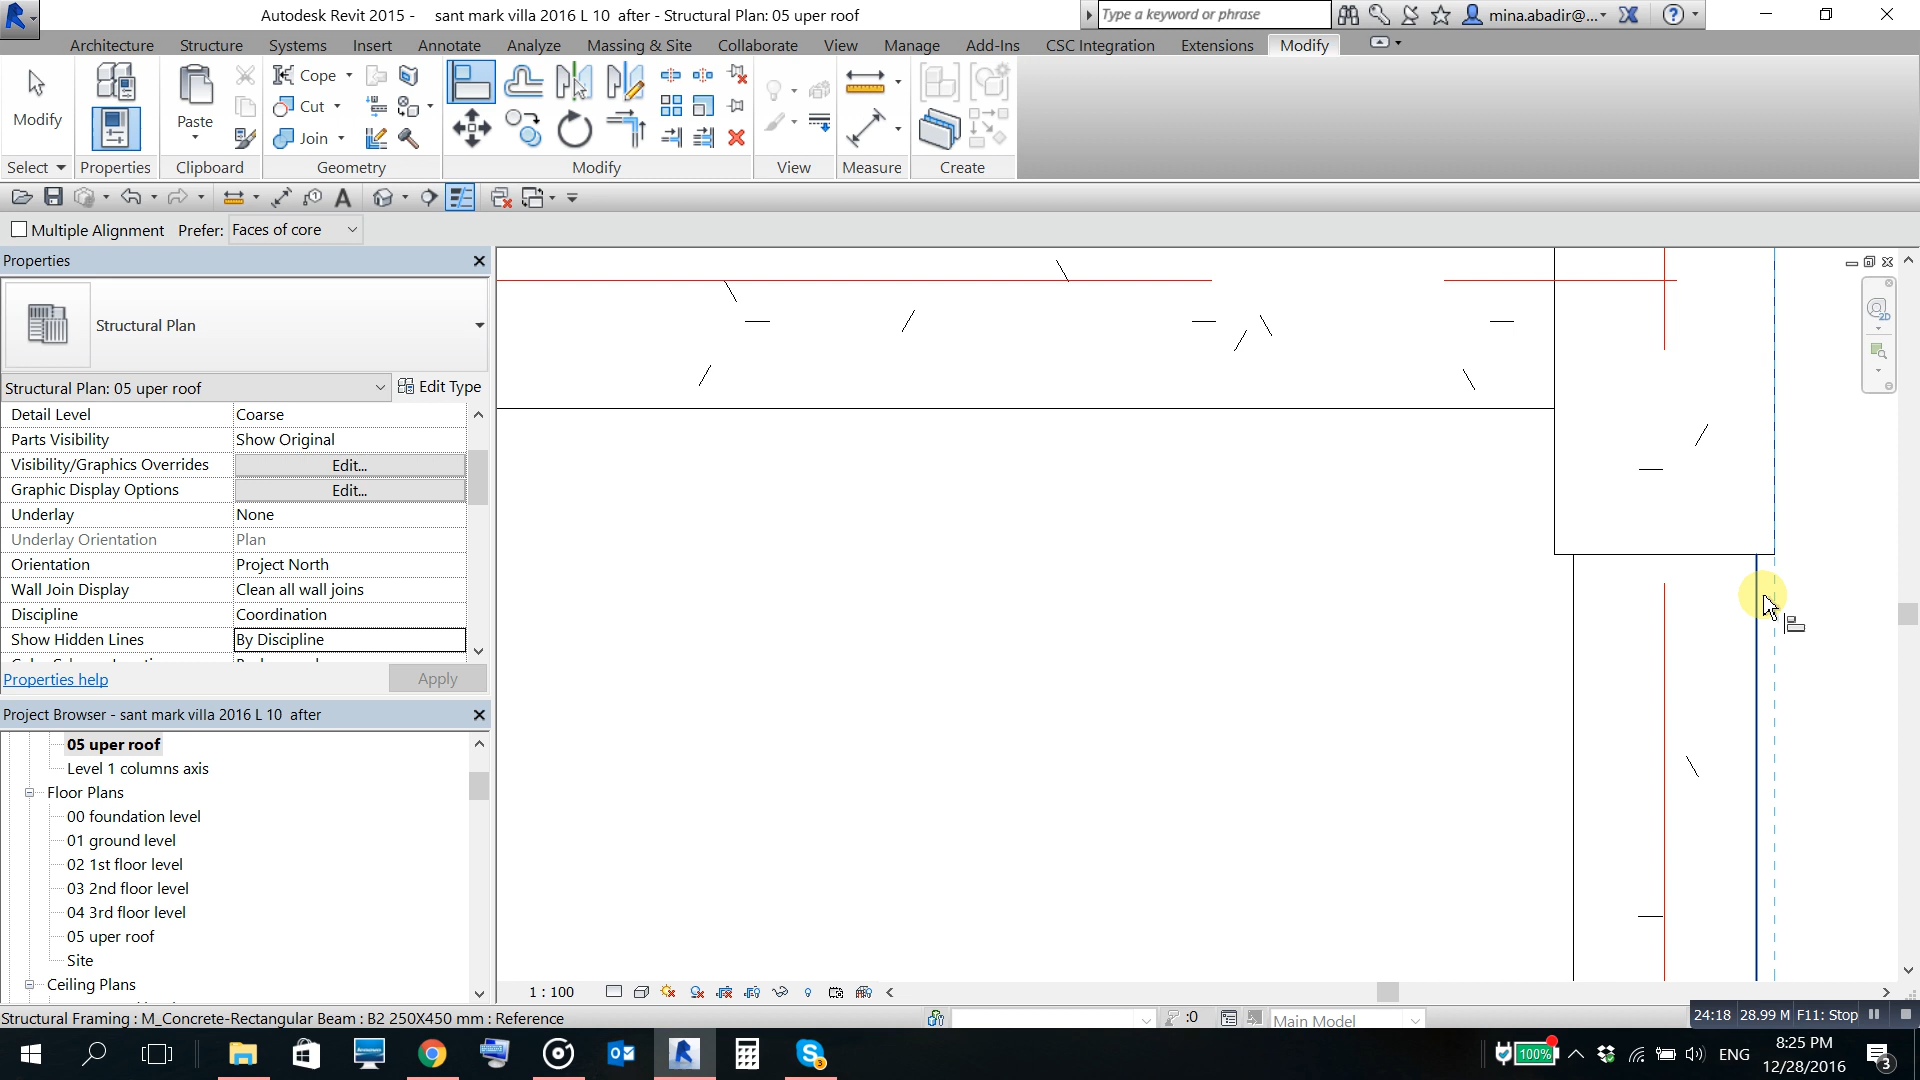 Autodesk Revit 2015 - sant mark villa 2016 L 10 after - Structural Plan: 05 uper roof
Type a keyword or phrase
mina.abadir@...
Architecture Structure Systems Insert Annotate Analyze Massing & Site Collaborate View Manage Add-Ins CSC Integration Extensions Modify
Modify
Paste
Cope
Cut
Join
Select Properties Clipboard Geometry Modify View Measure Create
Multiple Alignment Prefer: Faces of core
Properties
Structural Plan
Structural Plan: 05 uper roof Edit Type
Detail Level Coarse
Parts Visibility Show Original
Visibility/Graphics Overrides Edit...
Graphic Display Options Edit...
Underlay None
Underlay Orientation Plan
Orientation Project North
Wall Join Display Clean all wall joins
Discipline Coordination
Show Hidden Lines By Discipline
Properties help Apply
Project Browser - sant mark villa 2016 L 10 after
05 uper roof
Level 1 columns axis
Floor Plans
00 foundation level
01 ground level
02 1st floor level
03 2nd floor level
04 3rd floor level
05 uper roof
Site
Ceiling Plans
2D
1 : 100
Structural Framing : M_Concrete-Rectangular Beam : B2 250X450 mm : Reference
:0
Main Model
24:18 28.99 M F11: Stop
100%
ENG
8:25 PM
12/28/2016
3
3